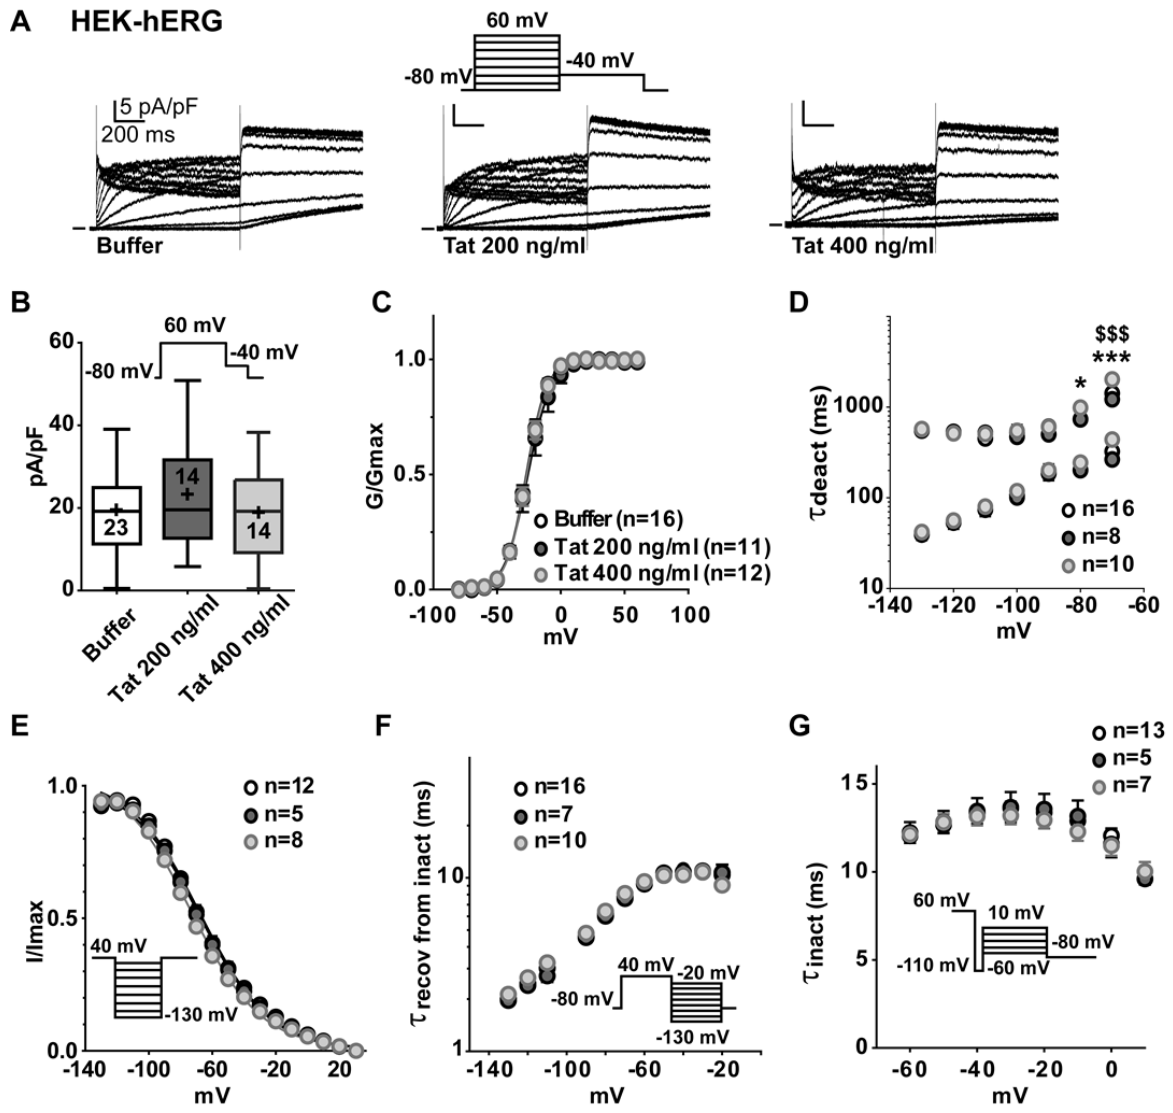 A HEK-hERG
60 mV
-80 mV
-40 mV
5 pA/pF
200 ms
Buffer
Tat 200 ng/ml
Tat 400 ng/ml
B
60 mV
-80 mV
-40 mV
pA/pF
60
40
20
0
23
14
14
Buffer
Tat 200 ng/ml
Tat 400 ng/ml
C
G/Gmax
1.0
0.5
0.0
Buffer (n=16)
Tat 200 ng/ml (n=11)
Tat 400 ng/ml (n=12)
-100 -50 0 50 100
mV
D
τdeact (ms)
1000
100
10
$$$
***
*
n=16
n=8
n=10
-140 -120 -100 -80 -60
mV
E
I/Imax
1.0
0.5
0.0
n=12
n=5
n=8
40 mV
-130 mV
-140 -100 -60 -20 20
mV
F
τrecov from inact (ms)
10
1
n=16
n=7
n=10
40 mV
-20 mV
-80 mV
-130 mV
-140 -100 -60 -20
mV
G
τinact (ms)
15
10
5
0
n=13
n=5
n=7
60 mV
10 mV
-80 mV
-110 mV
-60 mV
-60 -40 -20 0
mV